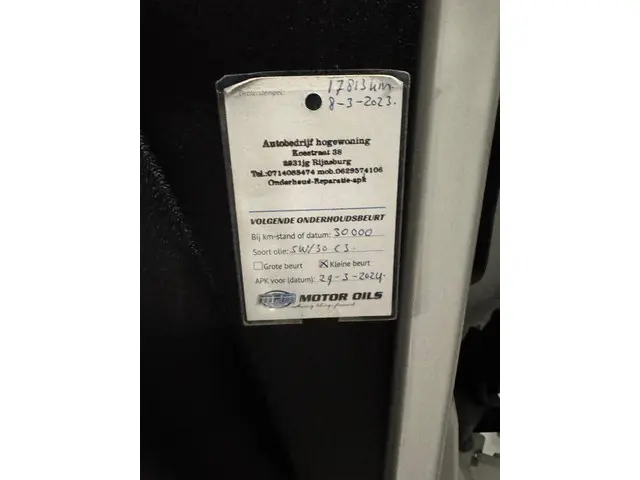 Dealerstempel: 17813km.
8-3-2023.
Autobedrijf hogewoning
Koestraat 38
2231jg Rijnsburg
Tel.:0714085474 mob.0629574106
Onderhoud-Reparatie-apk
VOLGENDE ONDERHOUDSBEURT
Bij km-stand of datum: 30000
Soort olie: 5W/30 C3.
Grote beurt Kleine beurt
APK voor (datum): 29-3-2024.
MOTOR OILS